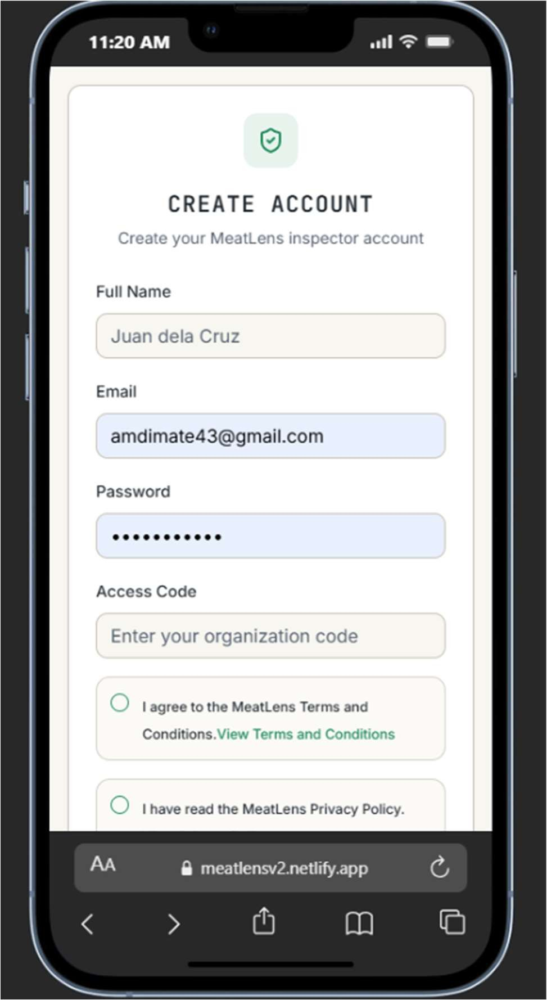 11:20 AM
CREATE ACCOUNT
Create your MeatLens inspector account
Full Name
Juan dela Cruz
Email
amdimate43@gmail.com
Password
•••••••••••
Access Code
Enter your organization code
I agree to the MeatLens Terms and
Conditions.View Terms and Conditions
I have read the MeatLens Privacy Policy.
AA
meatlensv2.netlify.app